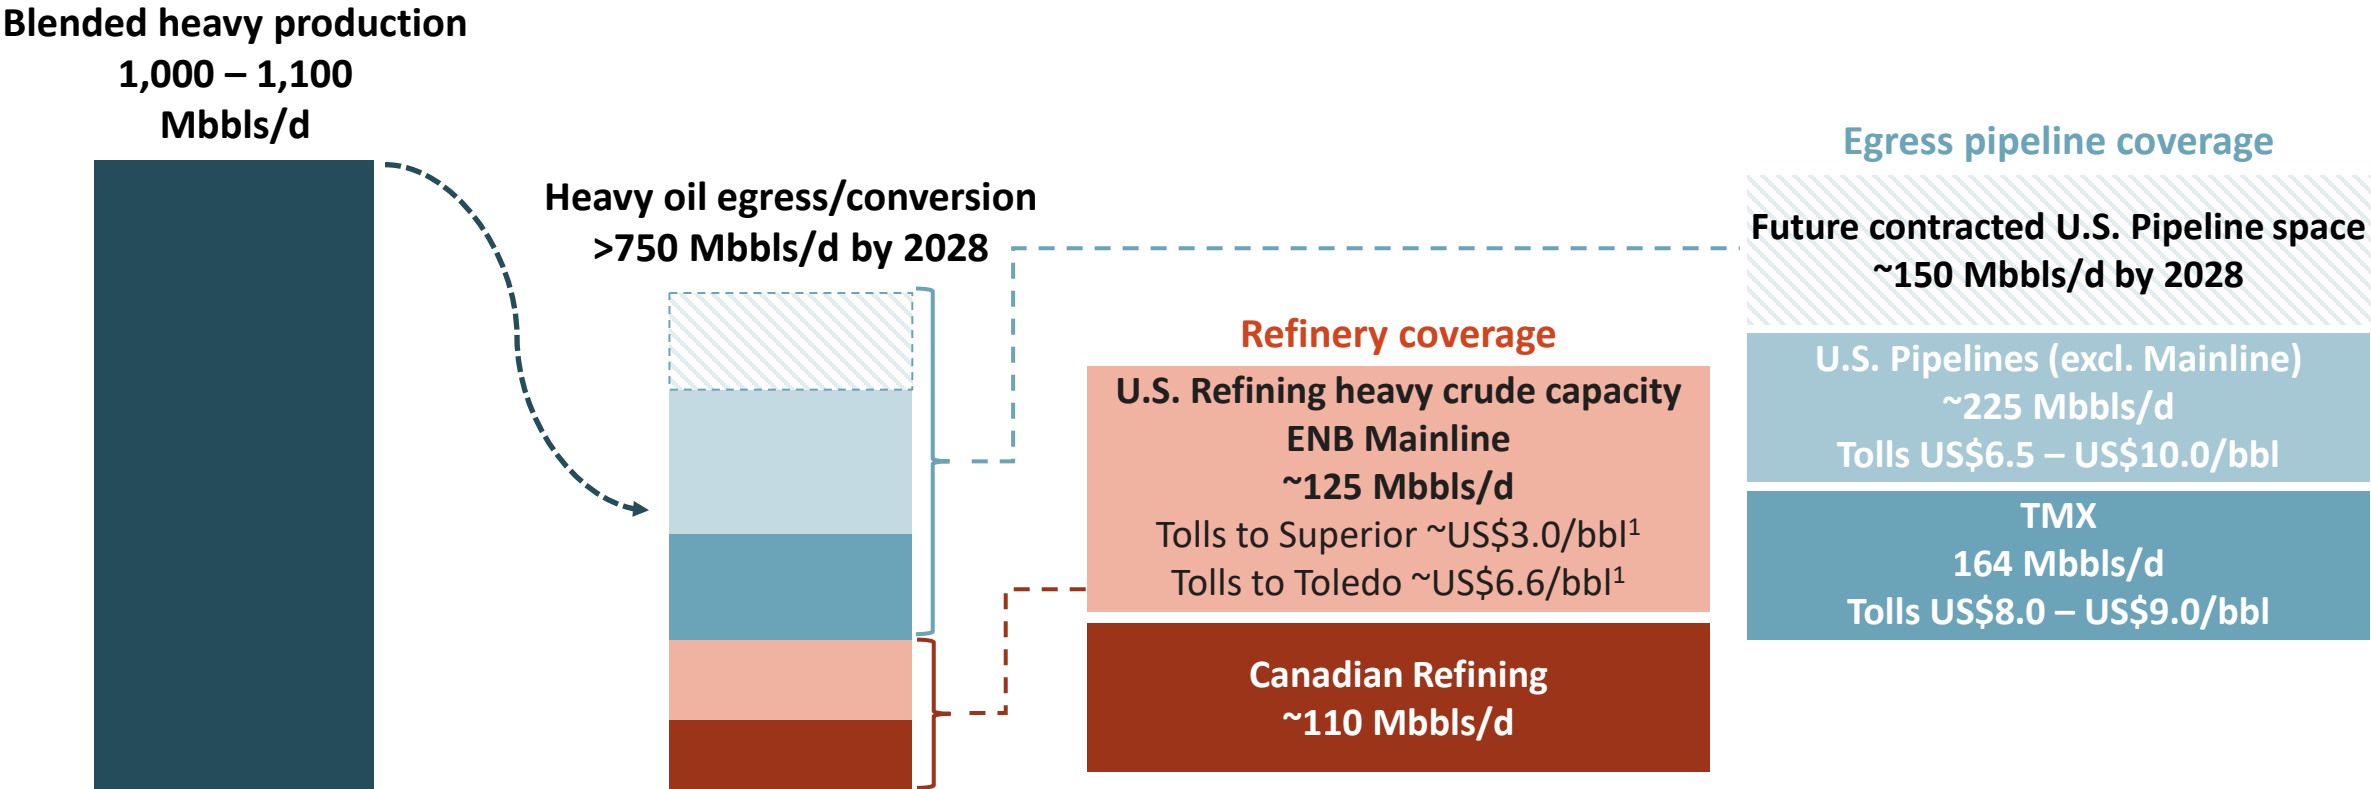 Blended heavy production
1,000 – 1,100
Mbbls/d
Heavy oil egress/conversion
>750 Mbbls/d by 2028
Refinery coverage
U.S. Refining heavy crude capacity
ENB Mainline
~125 Mbbls/d
Tolls to Superior ~US$3.0/bbl¹
Tolls to Toledo ~US$6.6/bbl¹
Canadian Refining
~110 Mbbls/d
Egress pipeline coverage
Future contracted U.S. Pipeline space
~150 Mbbls/d by 2028
U.S. Pipelines (excl. Mainline)
~225 Mbbls/d
Tolls US$6.5 – US$10.0/bbl
TMX
164 Mbbls/d
Tolls US$8.0 – US$9.0/bbl